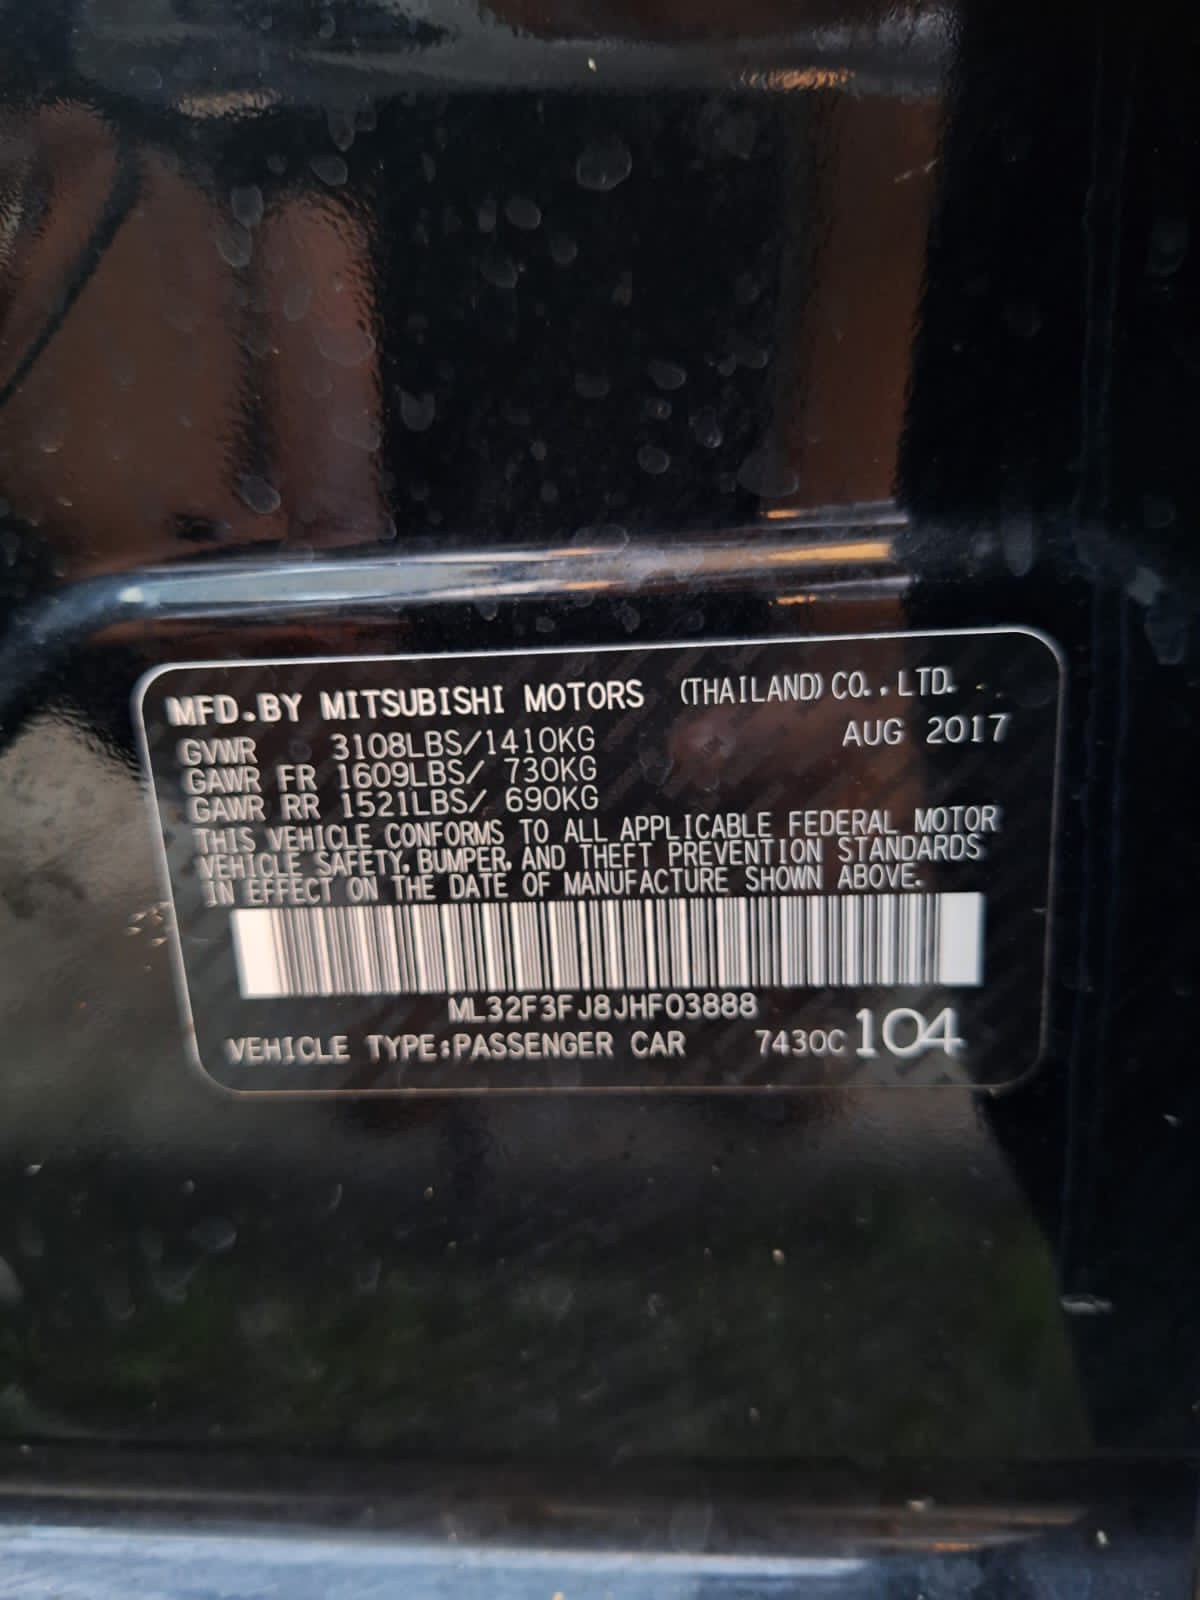 MFD.BY MITSUBISHI MOTORS (THAILAND) CO.,LTD.
GVWR 3108LBS/1410KG AUG 2017
GAWR FR 1609LBS/ 730KG
GAWR RR 1521LBS/ 690KG
THIS VEHICLE CONFORMS TO ALL APPLICABLE FEDERAL MOTOR
VEHICLE SAFETY, BUMPER, AND THEFT PREVENTION STANDARDS
IN EFFECT ON THE DATE OF MANUFACTURE SHOWN ABOVE.
ML32F3FJ8JHF03888
VEHICLE TYPE:PASSENGER CAR 7430C 104